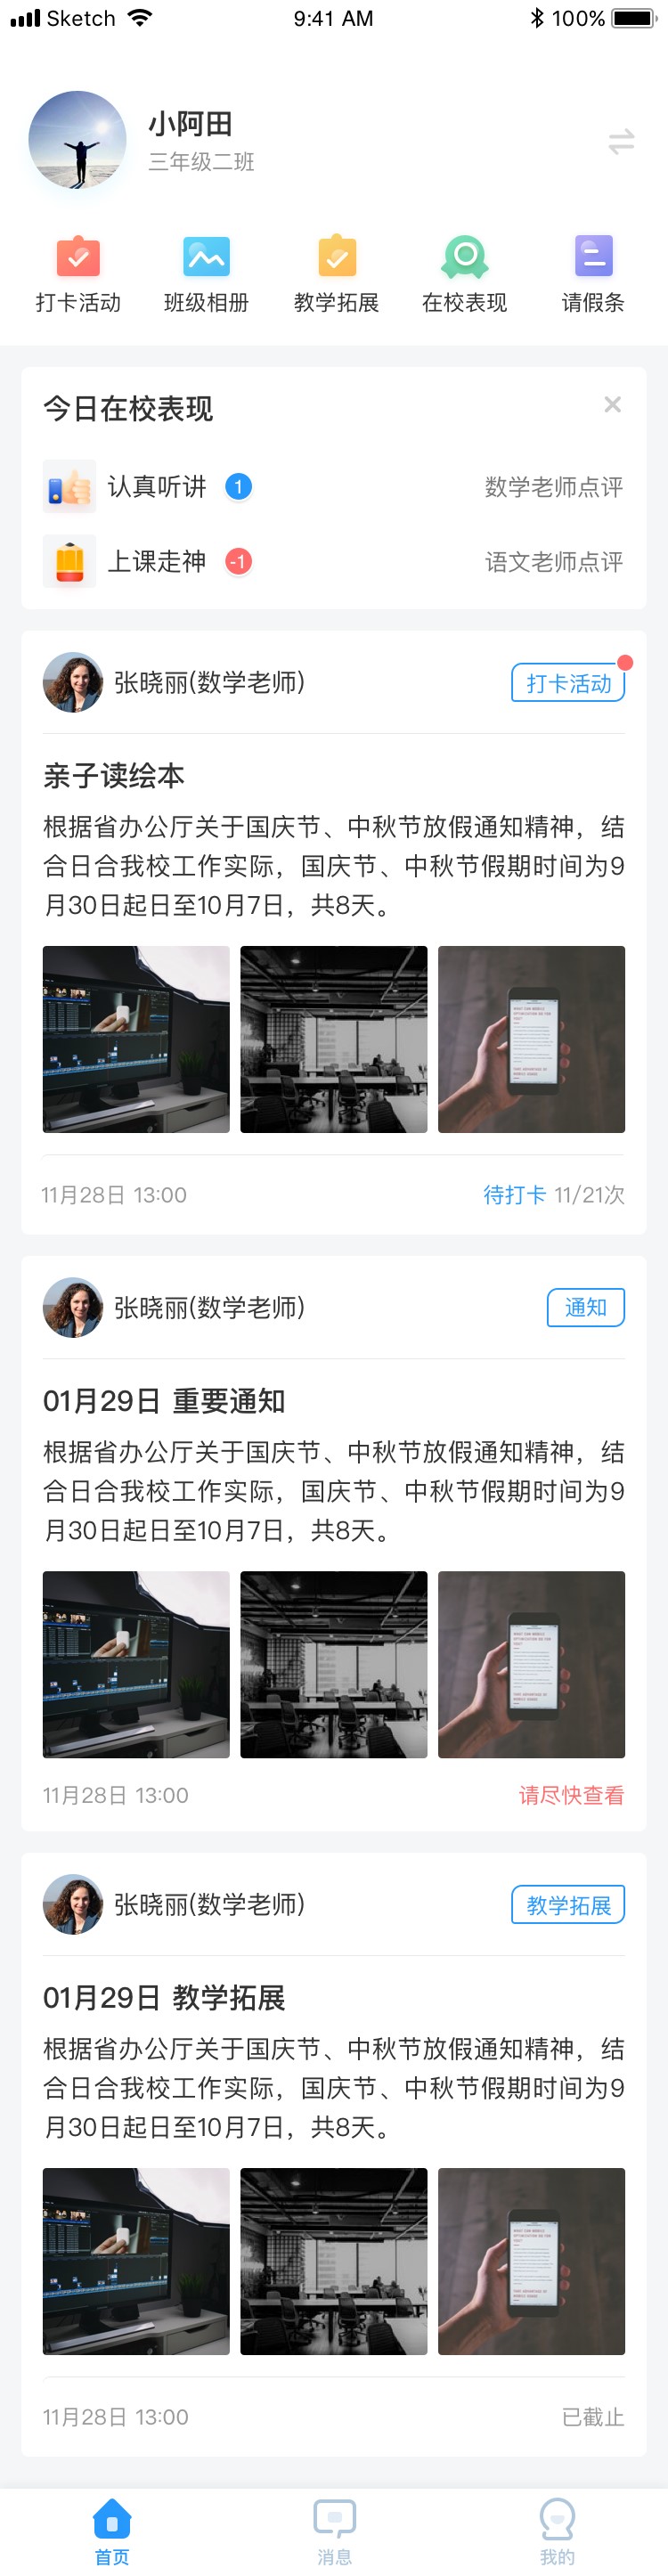 Sketch 9:41 AM 100%
小阿田
三年级二班
打卡活动 班级相册 教学拓展 在校表现 请假条
今日在校表现
认真听讲 1 数学老师点评
上课走神 -1 语文老师点评
张晓丽(数学老师) 打卡活动
亲子读绘本
根据省办公厅关于国庆节、中秋节放假通知精神，结
合日合我校工作实际，国庆节、中秋节假期时间为9
月30日起日至10月7日，共8天。
11月28日 13:00 待打卡 11/21次
张晓丽(数学老师) 通知
01月29日 重要通知
根据省办公厅关于国庆节、中秋节放假通知精神，结
合日合我校工作实际，国庆节、中秋节假期时间为9
月30日起日至10月7日，共8天。
11月28日 13:00 请尽快查看
张晓丽(数学老师) 教学拓展
01月29日 教学拓展
根据省办公厅关于国庆节、中秋节放假通知精神，结
合日合我校工作实际，国庆节、中秋节假期时间为9
月30日起日至10月7日，共8天。
11月28日 13:00 已截止
首页 消息 我的